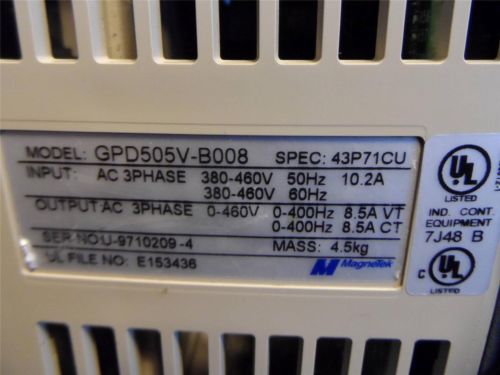 MODEL: GPD505V-B008 SPEC: 43P71CU
INPUT: AC 3PHASE 380-460V 50Hz 10.2A
380-460V 60Hz
OUTPUT AC 3PHASE 0-460V 0-400Hz 8.5A VT
0-400Hz 8.5A CT
SER NO U-9710209-4 MASS: 4.5kg
UL FILE NO: E153436
MagneTek
UL
LISTED
IND. CONT.
EQUIPMENT
7J48 B
C UL
LISTED